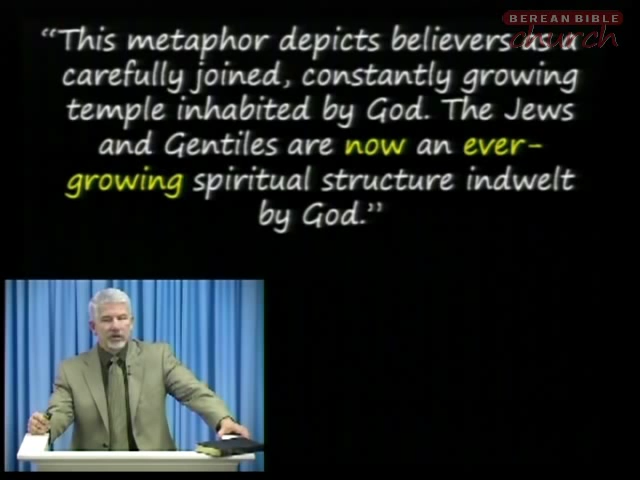 BEREAN BIBLE
church
“This metaphor depicts believers as a
carefully joined, constantly growing
temple inhabited by God. The Jews
and Gentiles are now an ever-
growing spiritual structure indwelt
by God.”